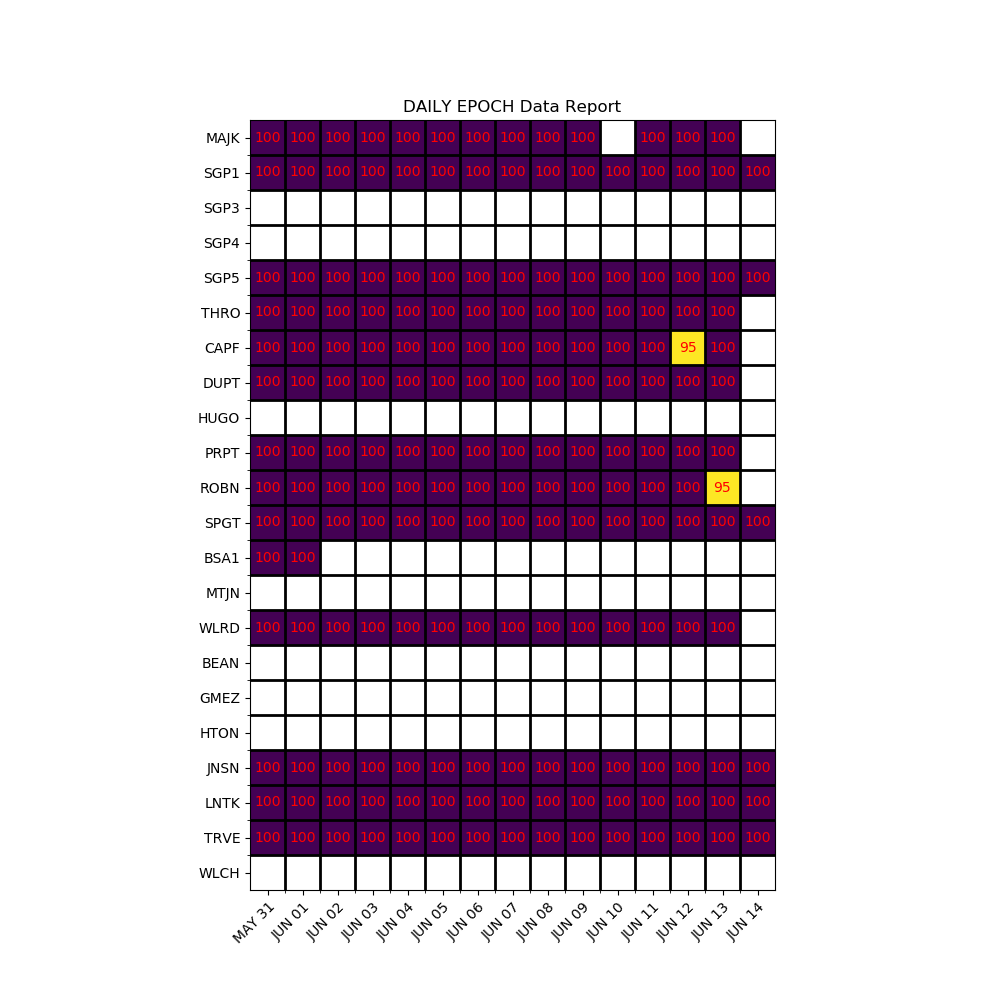 DAILY EPOCH Data Report
MAJK 100 100 100 100 100 100 100 100 100 100 100 100 100
SGP1 100 100 100 100 100 100 100 100 100 100 100 100 100 100 100
SGP3
SGP4
SGP5 100 100 100 100 100 100 100 100 100 100 100 100 100 100 100
THRO 100 100 100 100 100 100 100 100 100 100 100 100 100 100
CAPF 100 100 100 100 100 100 100 100 100 100 100 100 95 100
DUPT 100 100 100 100 100 100 100 100 100 100 100 100 100 100
HUGO
PRPT 100 100 100 100 100 100 100 100 100 100 100 100 100 100
ROBN 100 100 100 100 100 100 100 100 100 100 100 100 100 95
SPGT 100 100 100 100 100 100 100 100 100 100 100 100 100 100 100
BSA1 100 100
MTJN
WLRD 100 100 100 100 100 100 100 100 100 100 100 100 100 100
BEAN
GMEZ
HTON
JNSN 100 100 100 100 100 100 100 100 100 100 100 100 100 100 100
LNTK 100 100 100 100 100 100 100 100 100 100 100 100 100 100 100
TRVE 100 100 100 100 100 100 100 100 100 100 100 100 100 100 100
WLCH
MAY 31 JUN 01 JUN 02 JUN 03 JUN 04 JUN 05 JUN 06 JUN 07 JUN 08 JUN 09 JUN 10 JUN 11 JUN 12 JUN 13 JUN 14